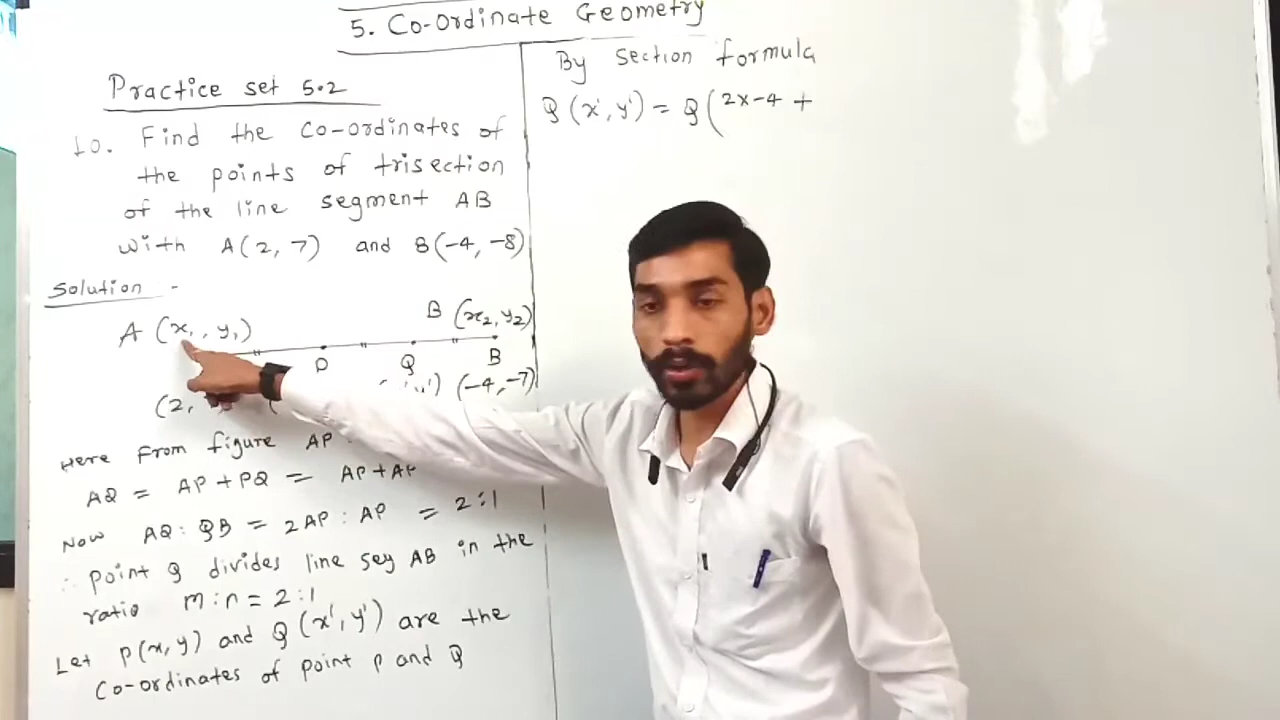 5. Co-Ordinate Geometry
Practice set 5.2
10. Find the Co-ordinates of
the points of trisection
of the line segment AB
with A(2, 7) and B(-4, -8)
Solution -
A (x₁, y₁)
B (x₂, y₂)
P Q B
(2, (-4, -7)
Here From figure AP
AQ = AP + PQ = AP + AP
Now AQ : QB = 2AP : AP = 2:1
∴ point Q divides line seg AB in the
ratio m:n = 2:1
Let P(x, y) and Q(x', y') are the
Co-ordinates of point P and Q
By section formula
Q(x', y') = Q(2x-4 +